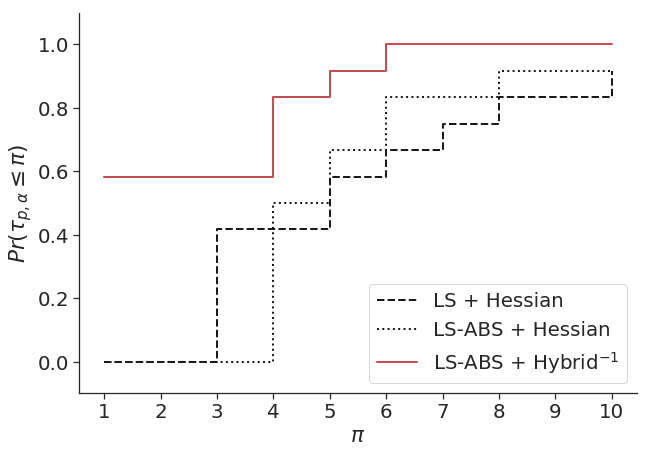 1.0
0.8
0.6
0.4
0.2
0.0
Pr(τp,α ≤ π)
LS + Hessian
LS-ABS + Hessian
LS-ABS + Hybrid⁻¹
1 2 3 4 5 6 7 8 9 10
π